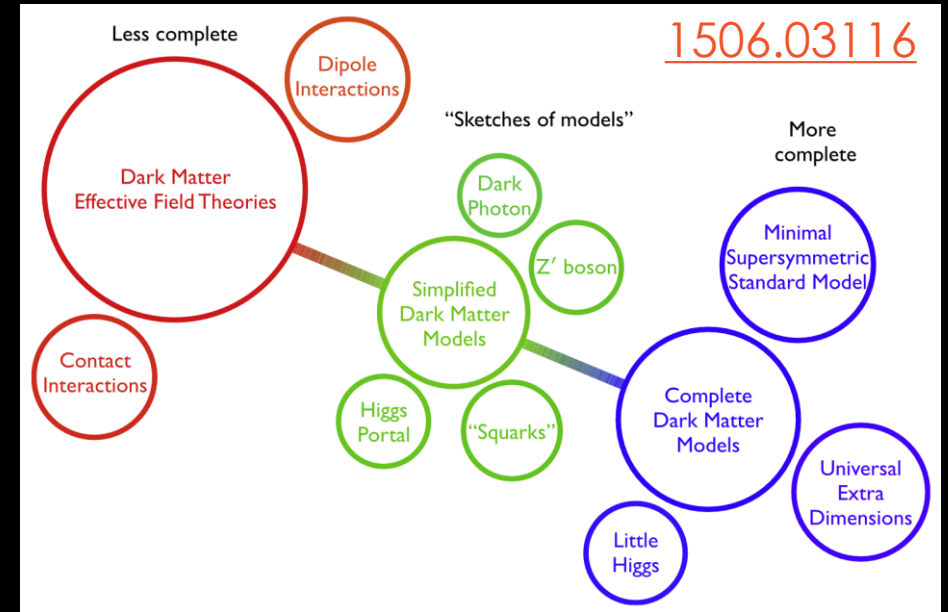 1506.03116
Less complete
Dipole
Interactions
Dark Matter
Effective Field Theories
Contact
Interactions
“Sketches of models”
Dark
Photon
Z′ boson
Simplified
Dark Matter
Models
Higgs
Portal
“Squarks”
More
complete
Minimal
Supersymmetric
Standard Model
Complete
Dark Matter
Models
Universal
Extra
Dimensions
Little
Higgs